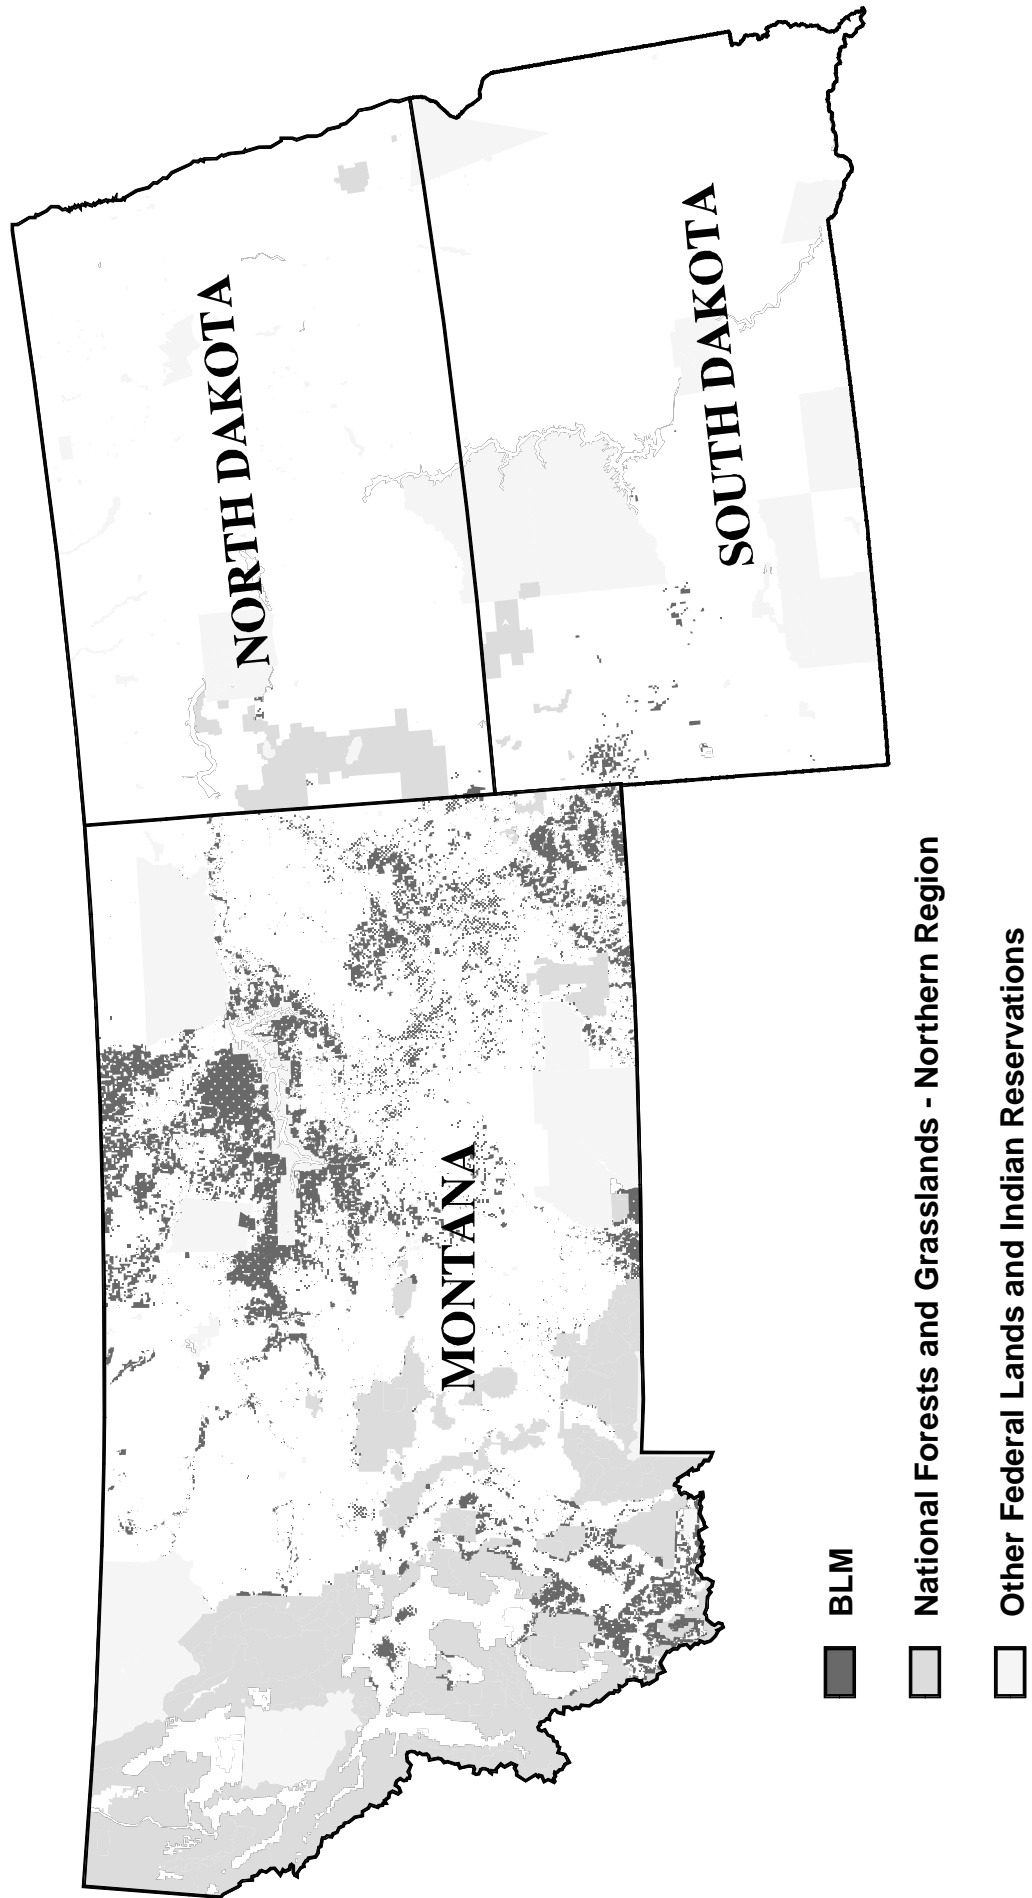 MONTANA
NORTH DAKOTA
SOUTH DAKOTA
BLM
National Forests and Grasslands - Northern Region
Other Federal Lands and Indian Reservations